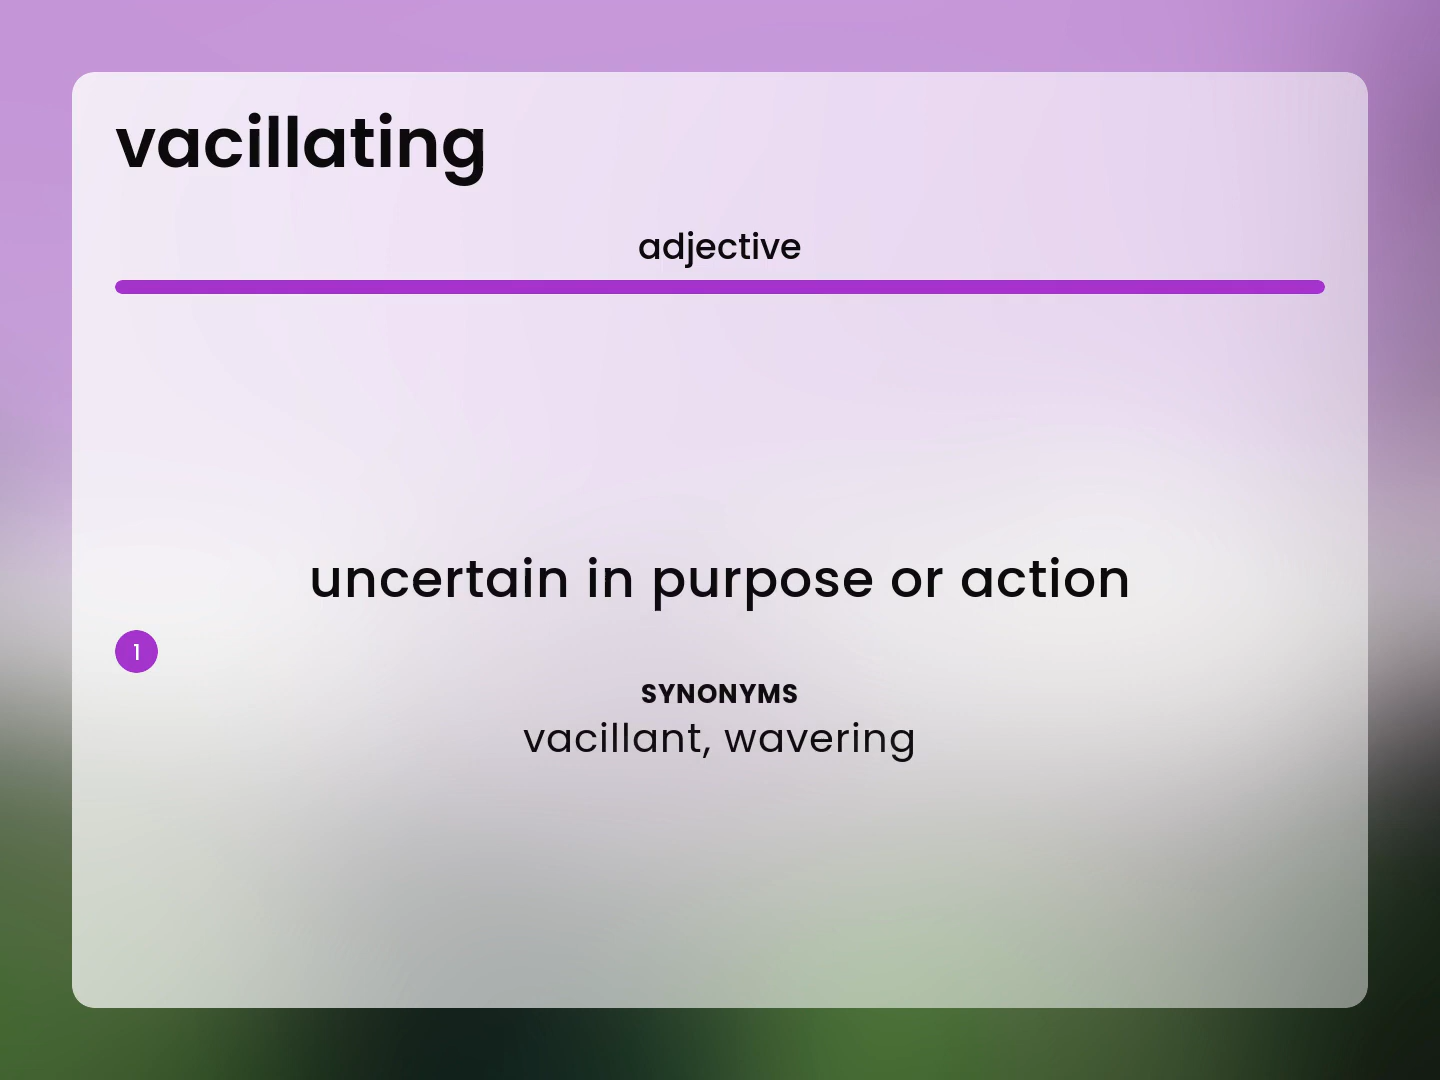 vacillating
adjective
uncertain in purpose or action
1
SYNONYMS
vacillant, wavering